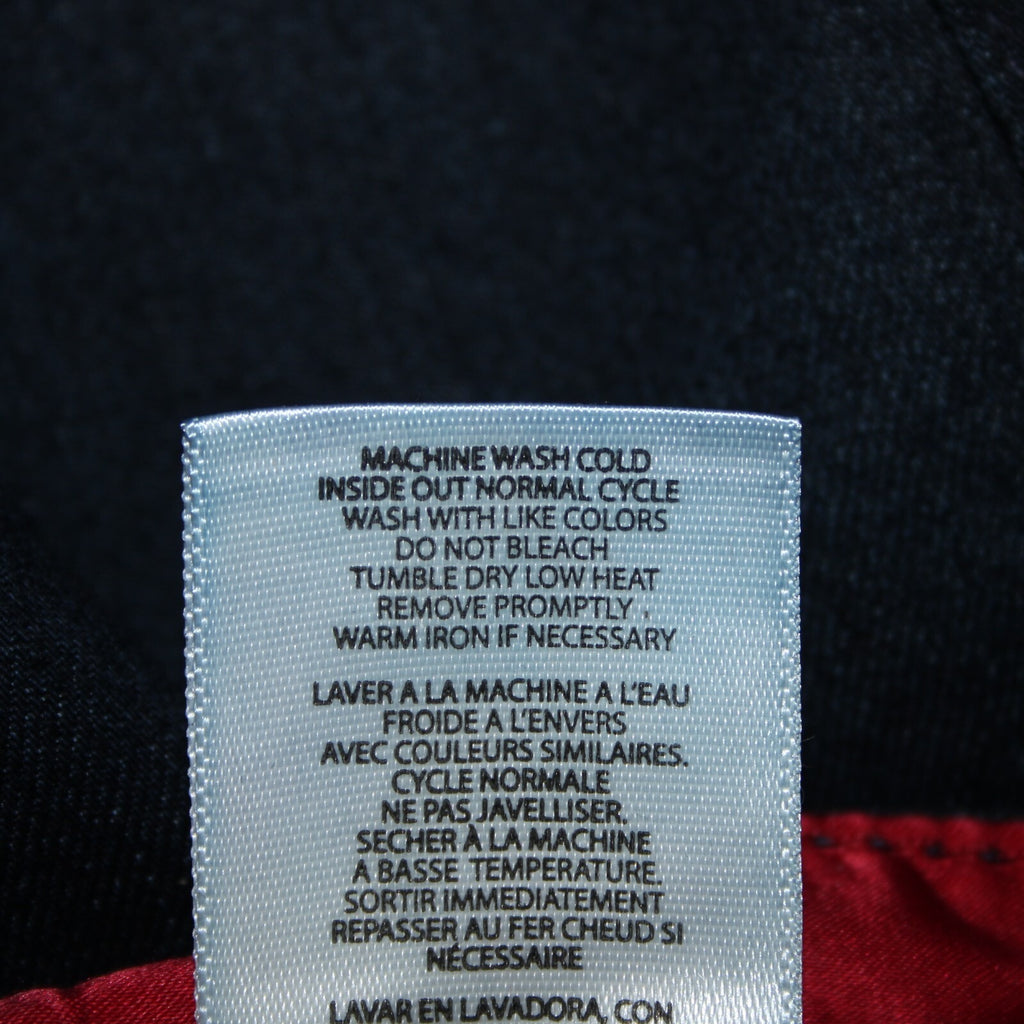 MACHINE WASH COLD
INSIDE OUT NORMAL CYCLE
WASH WITH LIKE COLORS
DO NOT BLEACH
TUMBLE DRY LOW HEAT
REMOVE PROMPTLY .
WARM IRON IF NECESSARY
LAVER A LA MACHINE A L'EAU
FROIDE A L'ENVERS
AVEC COULEURS SIMILAIRES.
CYCLE NORMALE
NE PAS JAVELLISER.
SECHER À LA MACHINE
A BASSE TEMPERATURE.
SORTIR IMMEDIATEMENT
REPASSER AU FER CHEUD SI
NÉCESSAIRE
LAVAR EN LAVADORA, CON